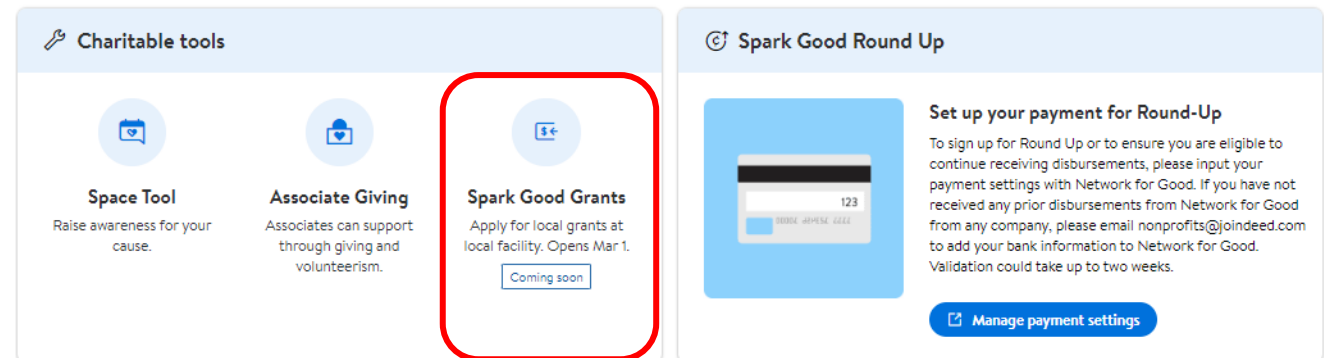 Charitable tools
Space Tool
Raise awareness for your
cause.
Associate Giving
Associates can support
through giving and
volunteerism.
Spark Good Grants
Apply for local grants at
local facility. Opens Mar 1.
Coming soon
Spark Good Round Up
123
Set up your payment for Round-Up
To sign up for Round Up or to ensure you are eligible to
continue receiving disbursements, please input your
payment settings with Network for Good. If you have not
received any prior disbursements from Network for Good
from any company, please email nonprofits@joindeed.com
to add your bank information to Network for Good.
Validation could take up to two weeks.
Manage payment settings